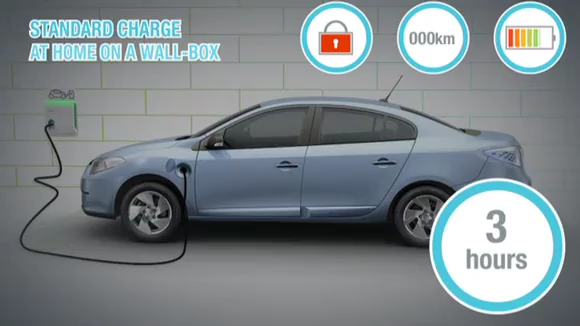 STANDARD CHARGE
AT HOME ON A WALL-BOX
000km
3
hours